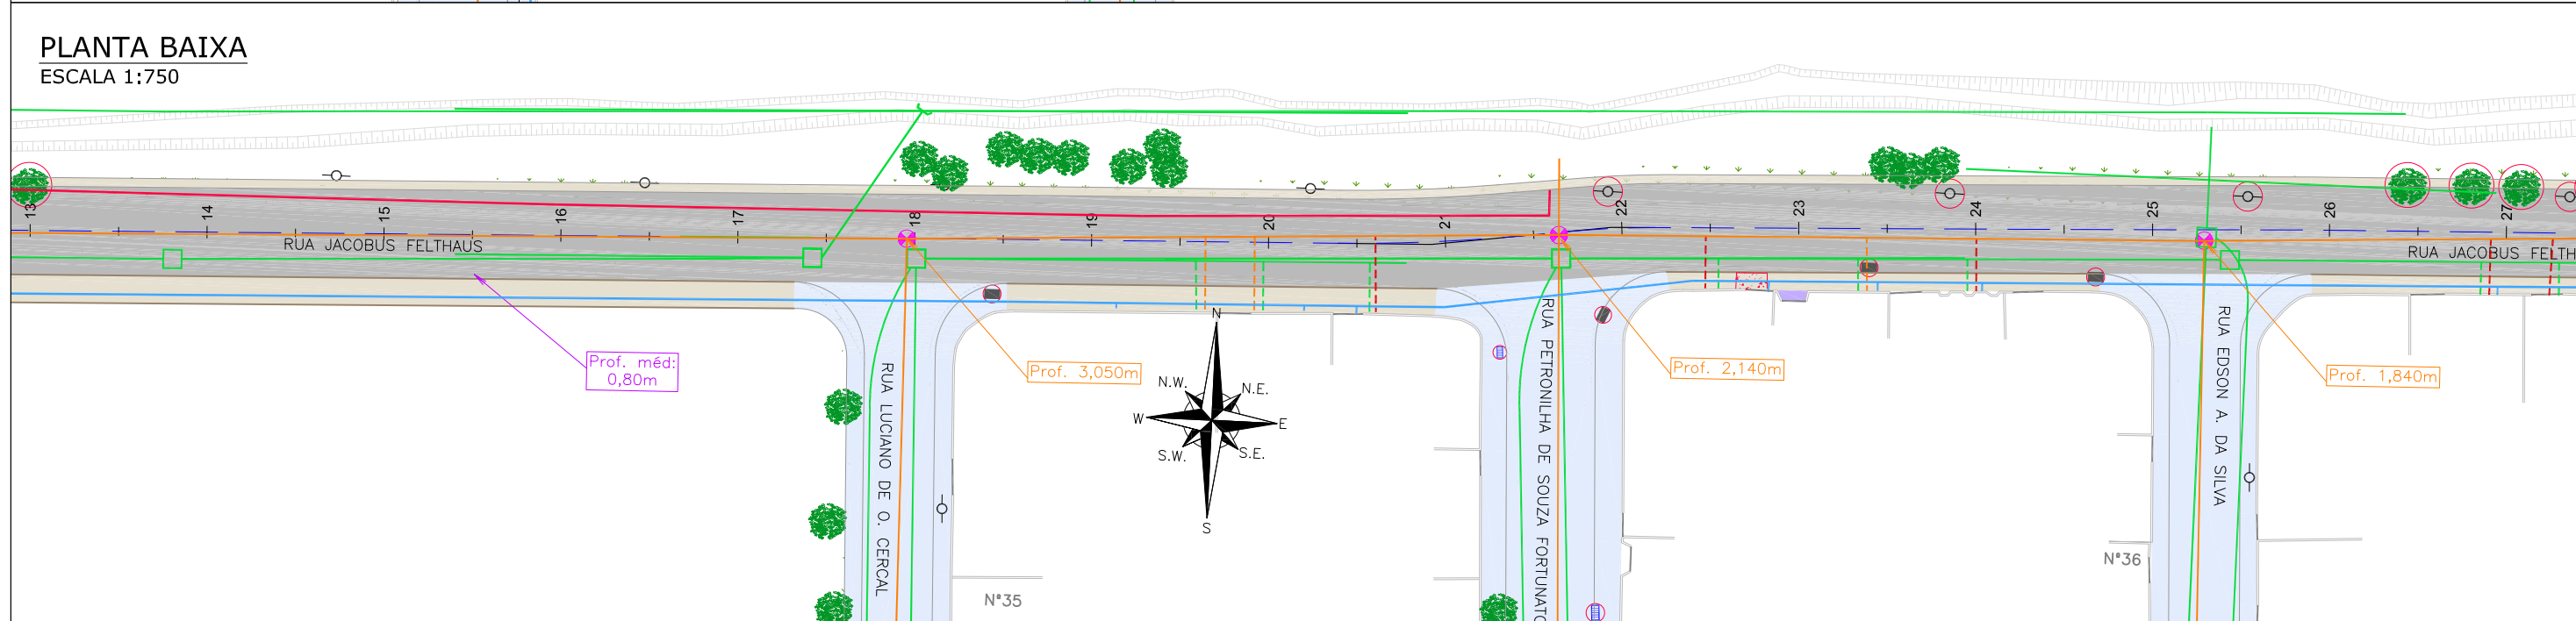 PLANTA BAIXA
ESCALA 1:750
13
14
15
16
17
18
19
20
21
22
23
24
25
26
27
RUA JACOBUS FELTHAUS
RUA JACOBUS FELTH
Prof. méd:
0,80m
Prof. 3,050m
Prof. 2,140m
Prof. 1,840m
RUA LUCIANO DE O. CERCAL
RUA PETRONILHA DE SOUZA FORTUNATO
RUA EDSON A. DA SILVA
N
N.W.
N.E.
W
E
S.W.
S.E.
S
N°35
N°36